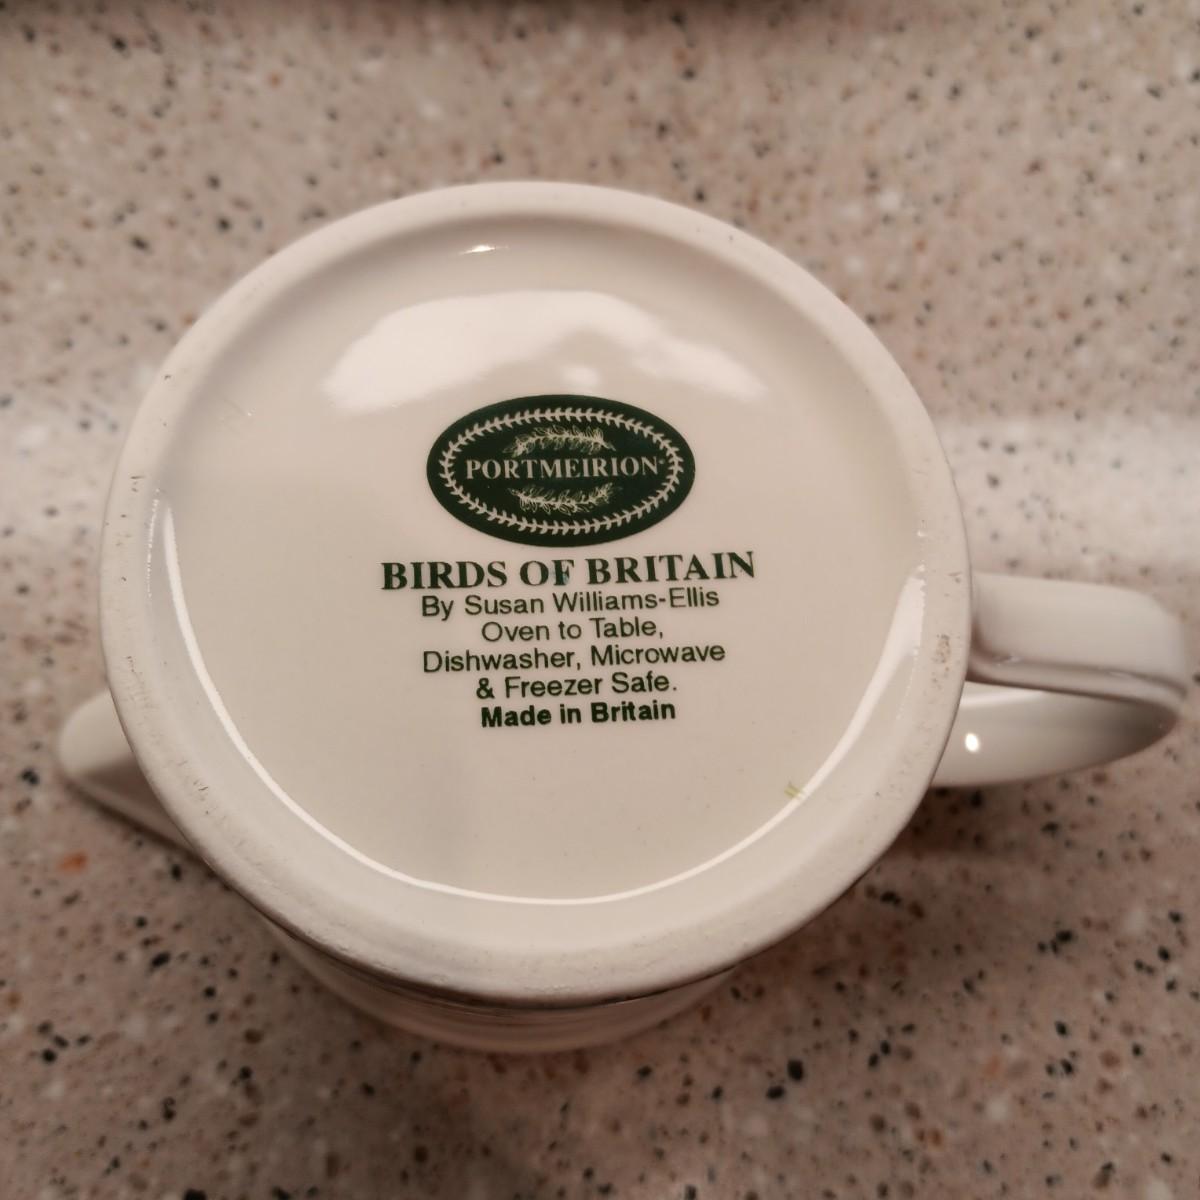 PORTMEIRION®
BIRDS OF BRITAIN
By Susan Williams-Ellis
Oven to Table,
Dishwasher, Microwave
& Freezer Safe.
Made in Britain